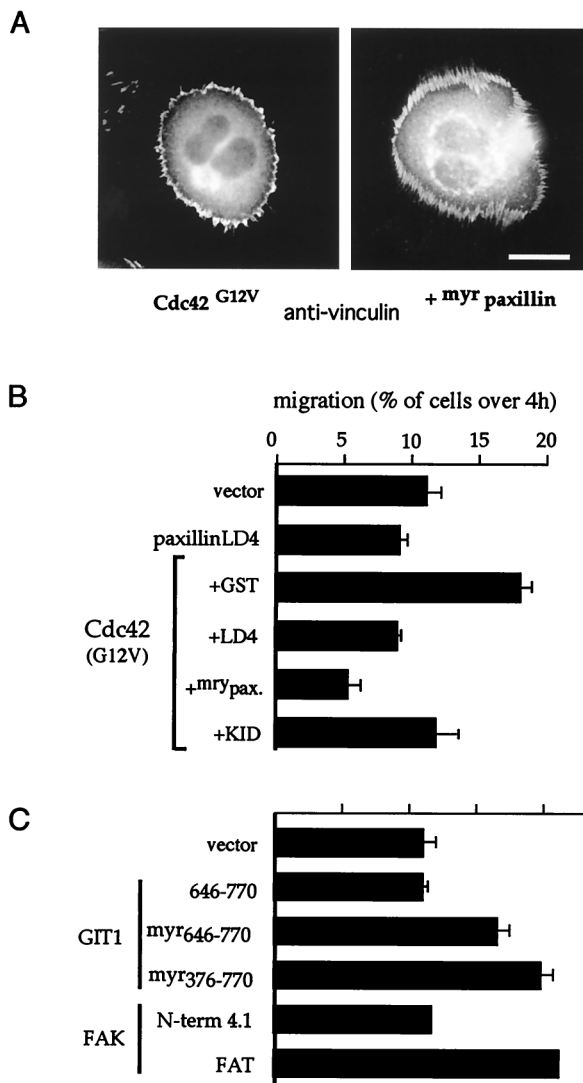 A
Cdc42 G12V
anti-vinculin
+ myr paxillin
B
migration (% of cells over 4h)
0 5 10 15 20
vector
paxillinLD4
+GST
Cdc42
(G12V)
+LD4
+mrypax.
+KID
C
vector
646-770
GIT1
myr646-770
myr376-770
N-term 4.1
FAK
FAT